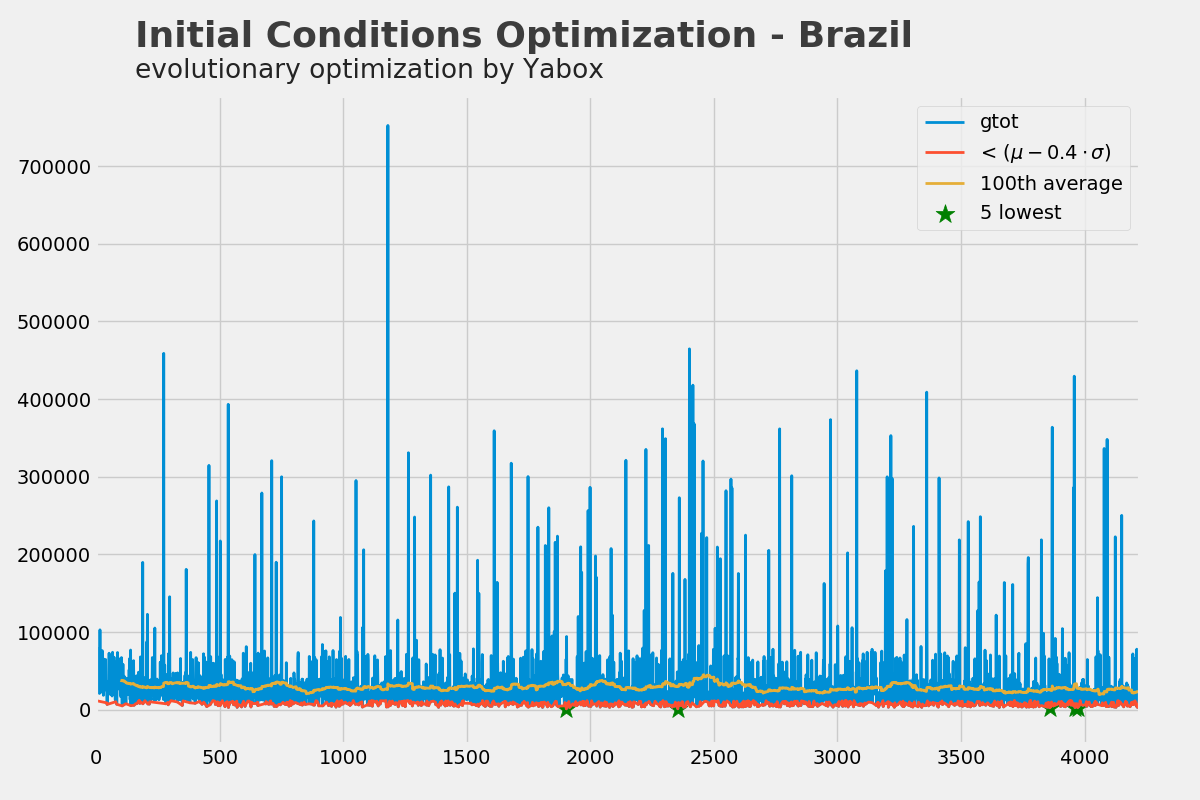 Initial Conditions Optimization - Brazil
evolutionary optimization by Yabox
gtot
< (μ − 0.4 · σ)
100th average
5 lowest
700000
600000
500000
400000
300000
200000
100000
0
0 500 1000 1500 2000 2500 3000 3500 4000